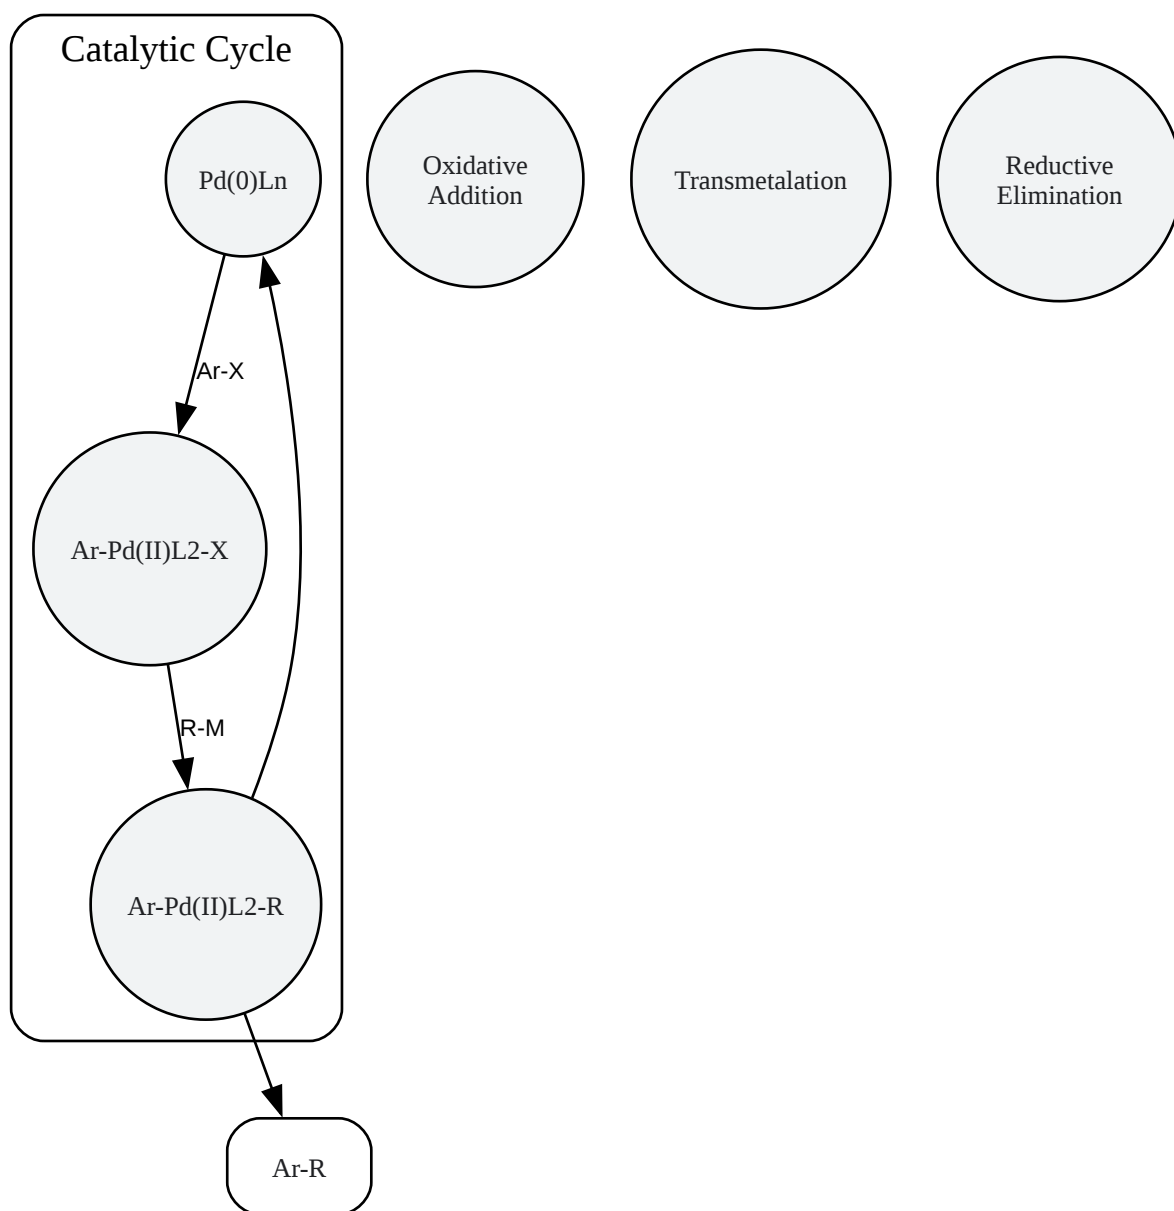 Catalytic Cycle
Pd(0)Ln
Oxidative
Addition
Transmetalation
Reductive
Elimination
Ar-X
Ar-Pd(II)L2-X
R-M
Ar-Pd(II)L2-R
Ar-R